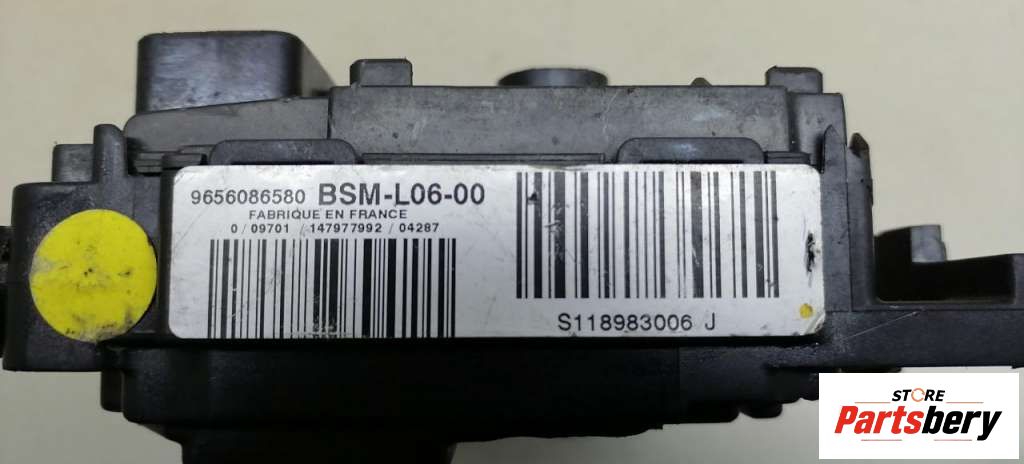 9656086580 BSM-L06-00
FABRIQUE EN FRANCE
0 / 09701 / 147977992 / 04287
S118983006 J
STORE
Partsbery